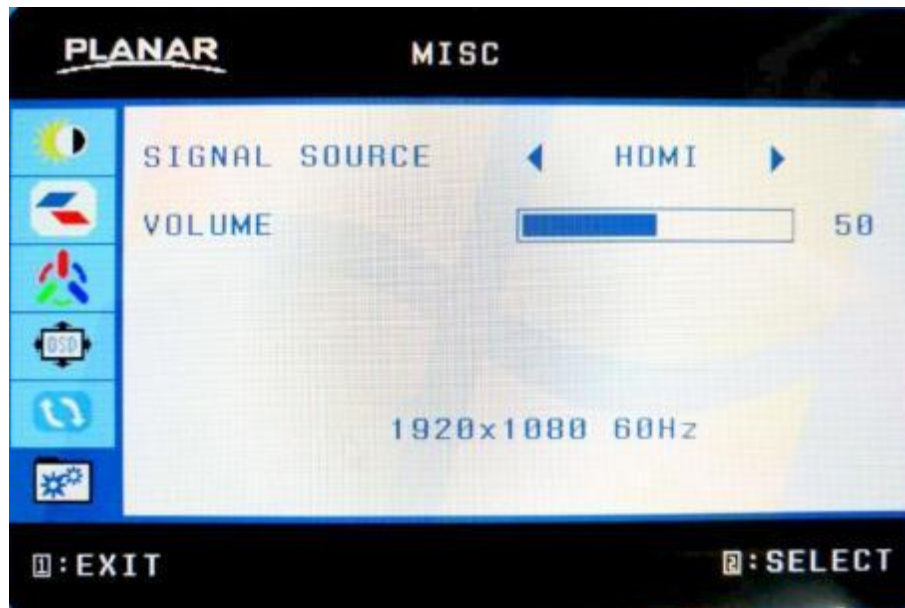 PLANAR MISC
SIGNAL SOURCE HDMI
VOLUME 50
OSD
1920x1080 60Hz
1:EXIT 2:SELECT